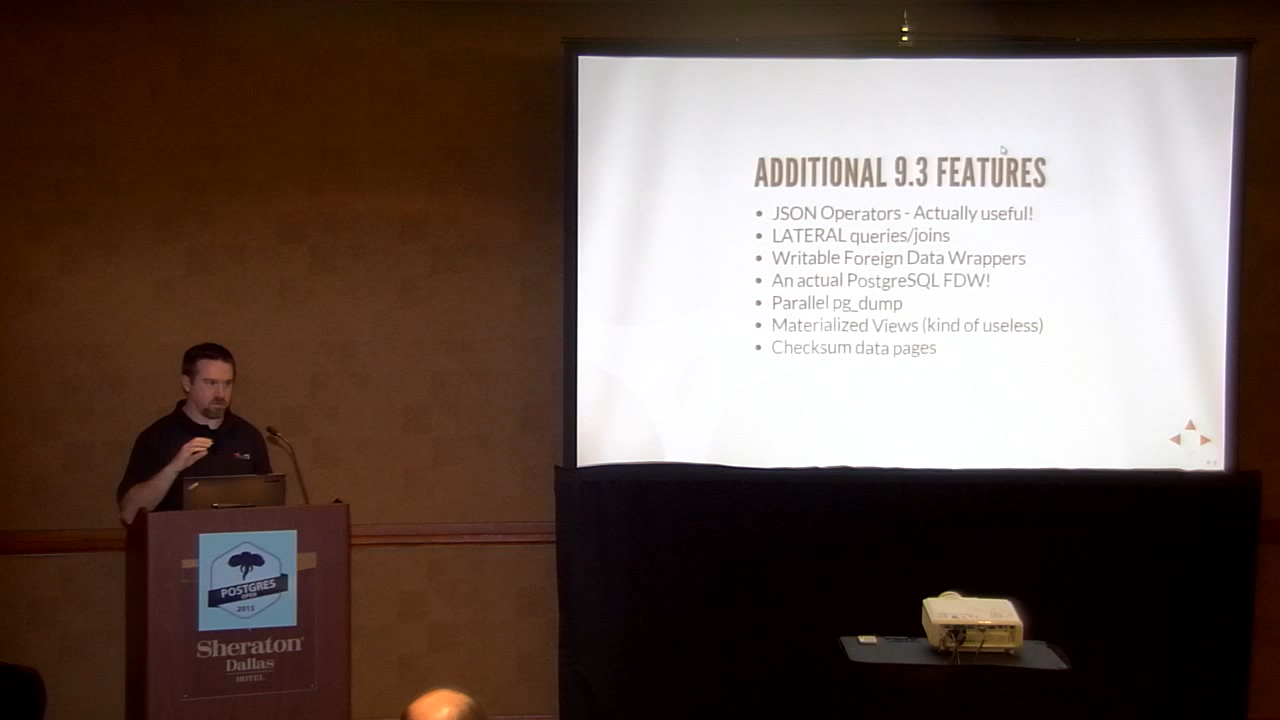 ADDITIONAL 9.3 FEATURES
• JSON Operators - Actually useful!
• LATERAL queries/joins
• Writable Foreign Data Wrappers
• An actual PostgreSQL FDW!
• Parallel pg_dump
• Materialized Views (kind of useless)
• Checksum data pages
POSTGRES
OPEN
2015
Sheraton
Dallas
HOTEL